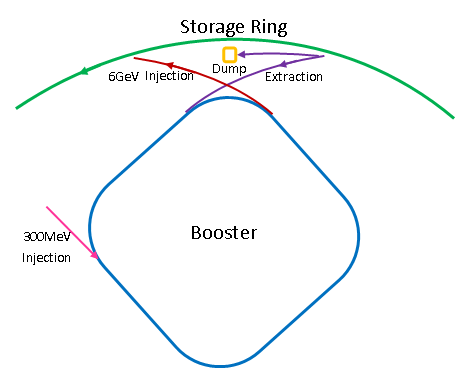 Storage Ring
6GeV Injection
Dump
Extraction
Booster
300MeV
Injection